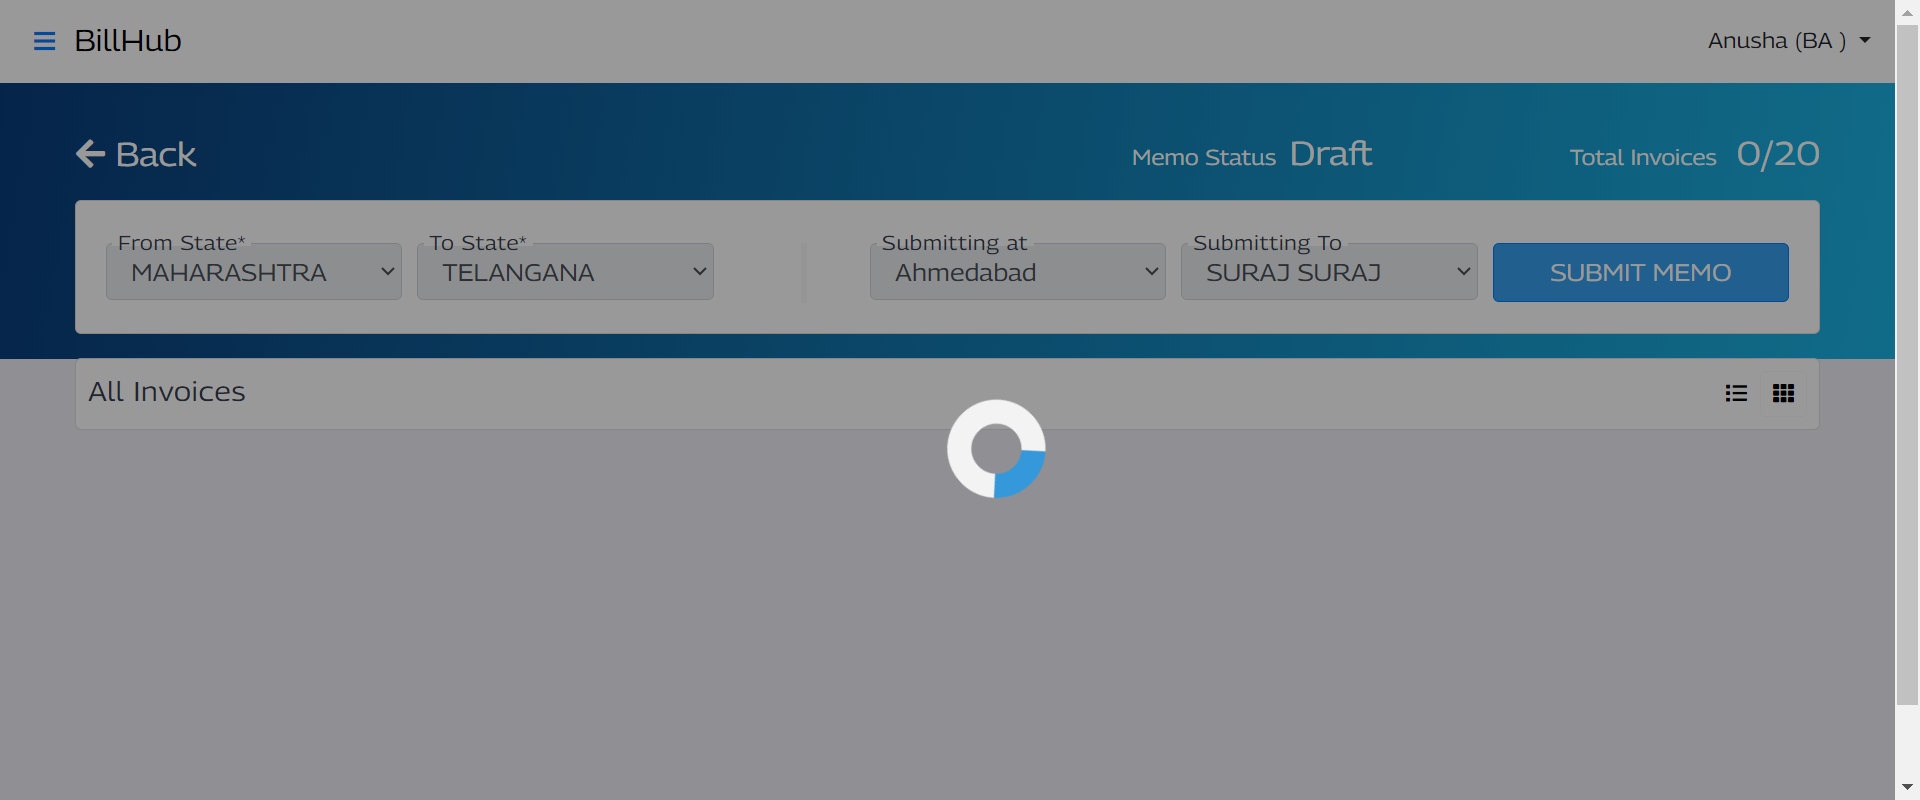 BillHub
Anusha (BA )
Back
Memo Status Draft
Total Invoices 0/20
From State*
To State*
Submitting at
Submitting To
MAHARASHTRA
TELANGANA
Ahmedabad
SURAJ SURAJ
SUBMIT MEMO
All Invoices